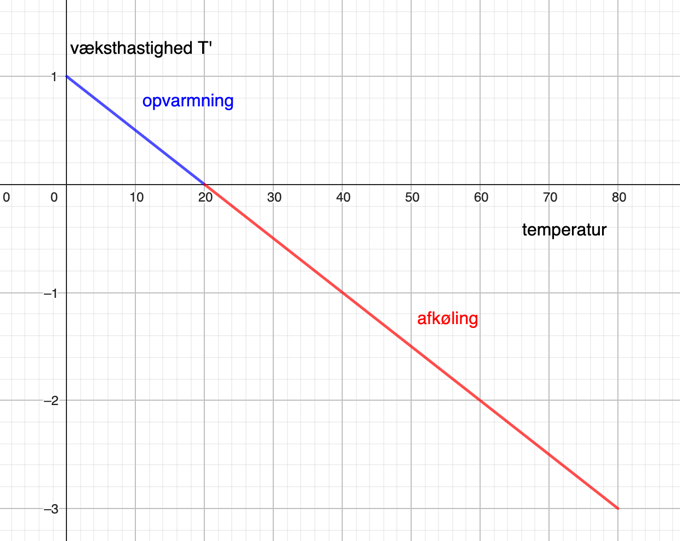 væksthastighed T'
1
opvarmning
0 0 10 20 30 40 50 60 70 80
temperatur
–1
afkøling
–2
–3